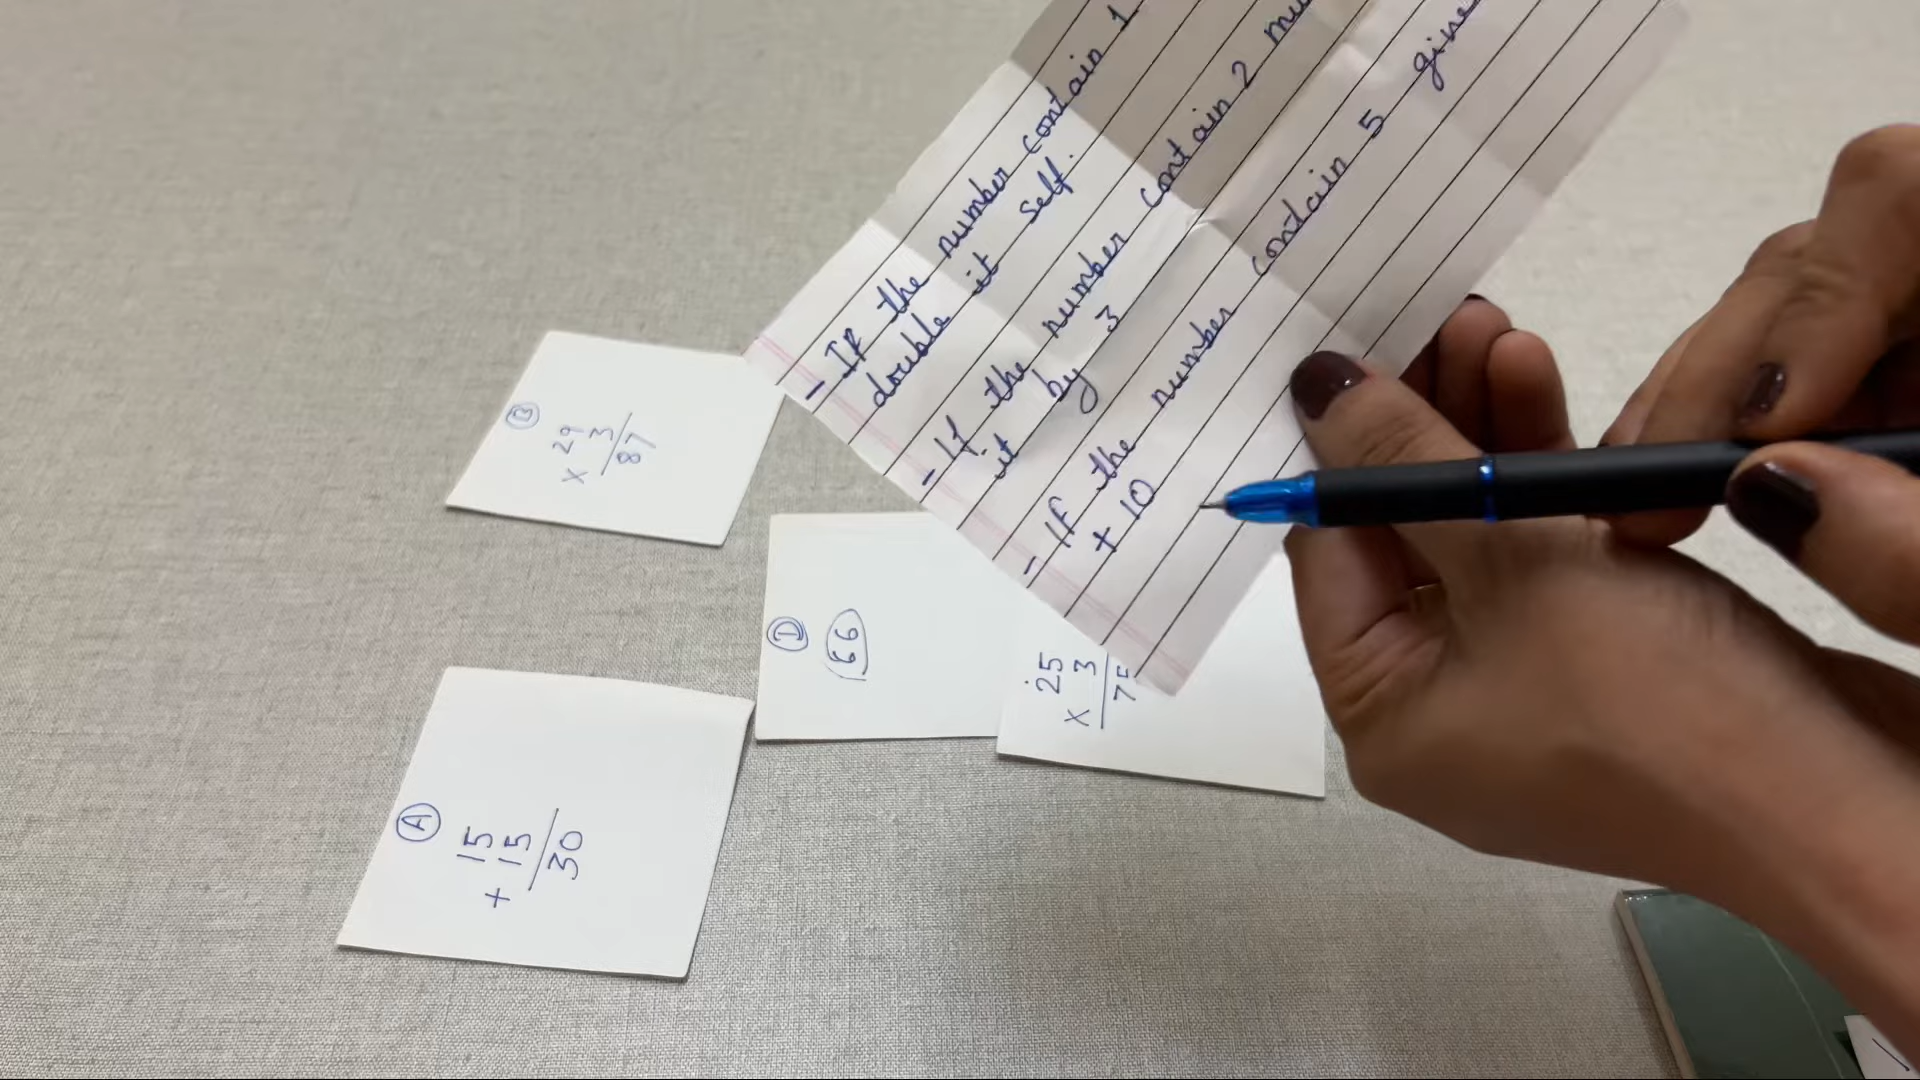 - If the number contain 1
double it self.
- If the number contain 2
it by 3
- If the number contain 5 give
+ 10
B
29
x 3
87
D
66
25
x 3
75
A
15
+ 15
30